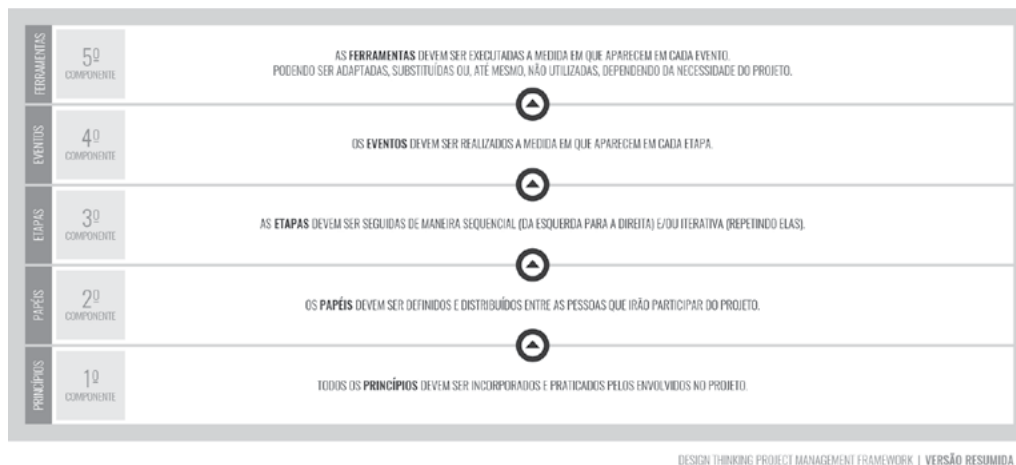 FERRAMENTAS
5º
COMPONENTE
AS FERRAMENTAS DEVEM SER EXECUTADAS A MEDIDA EM QUE APARECEM EM CADA EVENTO.
PODENDO SER ADAPTADAS, SUBSTITUÍDAS OU, ATÉ MESMO, NÃO UTILIZADAS, DEPENDENDO DA NECESSIDADE DO PROJETO.
EVENTOS
4º
COMPONENTE
OS EVENTOS DEVEM SER REALIZADOS A MEDIDA EM QUE APARECEM EM CADA ETAPA.
ETAPAS
3º
COMPONENTE
AS ETAPAS DEVEM SER SEGUIDAS DE MANEIRA SEQUENCIAL (DA ESQUERDA PARA A DIREITA) E/OU ITERATIVA (REPETINDO ELAS).
PAPÉIS
2º
COMPONENTE
OS PAPÉIS DEVEM SER DEFINIDOS E DISTRIBUÍDOS ENTRE AS PESSOAS QUE IRÃO PARTICIPAR DO PROJETO.
PRINCÍPIOS
1º
COMPONENTE
TODOS OS PRINCÍPIOS DEVEM SER INCORPORADOS E PRATICADOS PELOS ENVOLVIDOS NO PROJETO.
DESIGN THINKING PROJECT MANAGEMENT FRAMEWORK | VERSÃO RESUMIDA